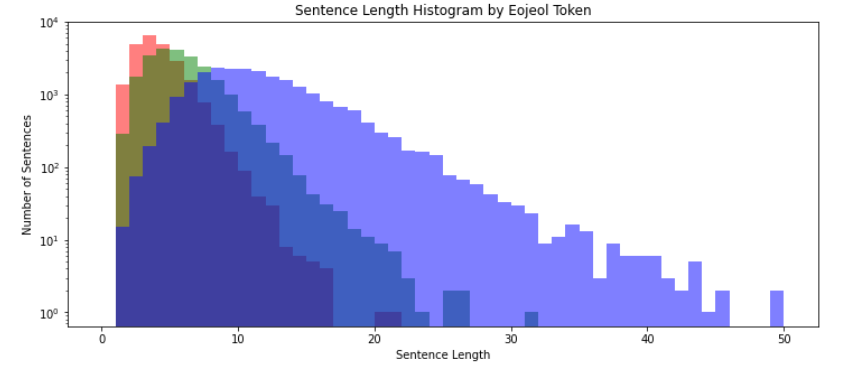 Sentence Length Histogram by Eojeol Token
Number of Sentences
10⁴
10³
10²
10¹
10⁰
0 10 20 30 40 50
Sentence Length